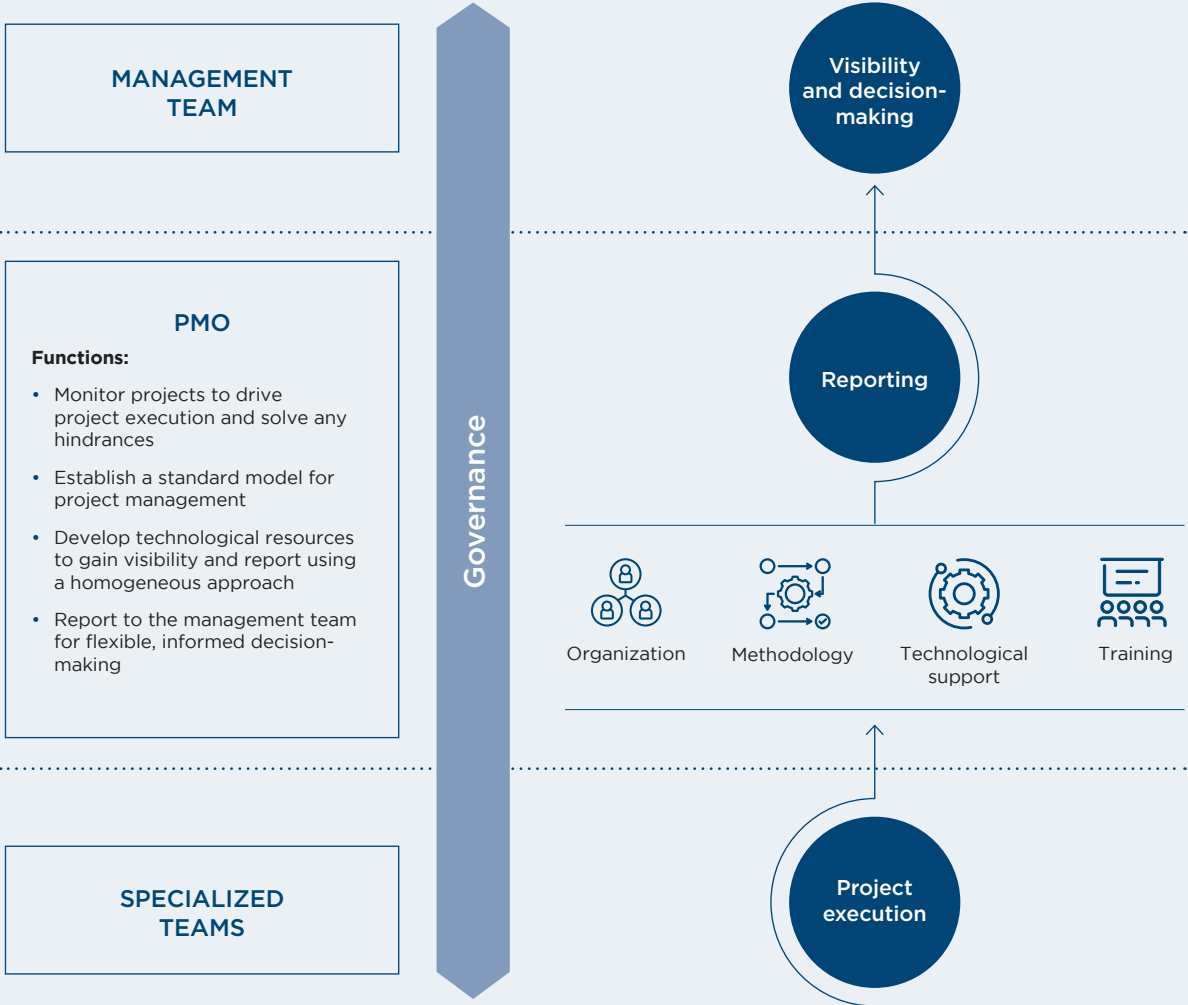 MANAGEMENT
TEAM
Visibility
and decision-
making
PMO
Functions:
• Monitor projects to drive
project execution and solve any
hindrances
• Establish a standard model for
project management
• Develop technological resources
to gain visibility and report using
a homogeneous approach
• Report to the management team
for flexible, informed decision-
making
Governance
Reporting
Organization
Methodology
Technological
support
Training
SPECIALIZED
TEAMS
Project
execution